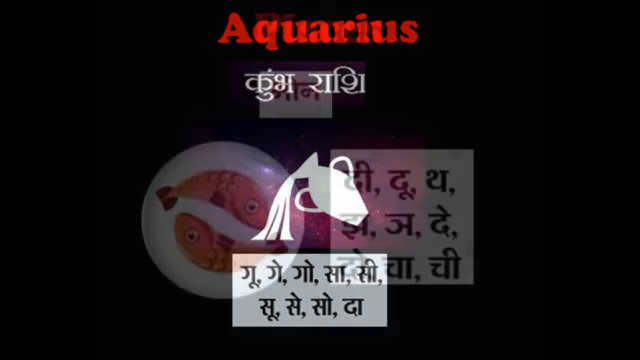 Aquarius
कुंभ राशि
मीन
दी, दू, थ,
झ, ञ, दे,
दो, चा, ची
गू, गे, गो, सा, सी,
सू, से, सो, दा